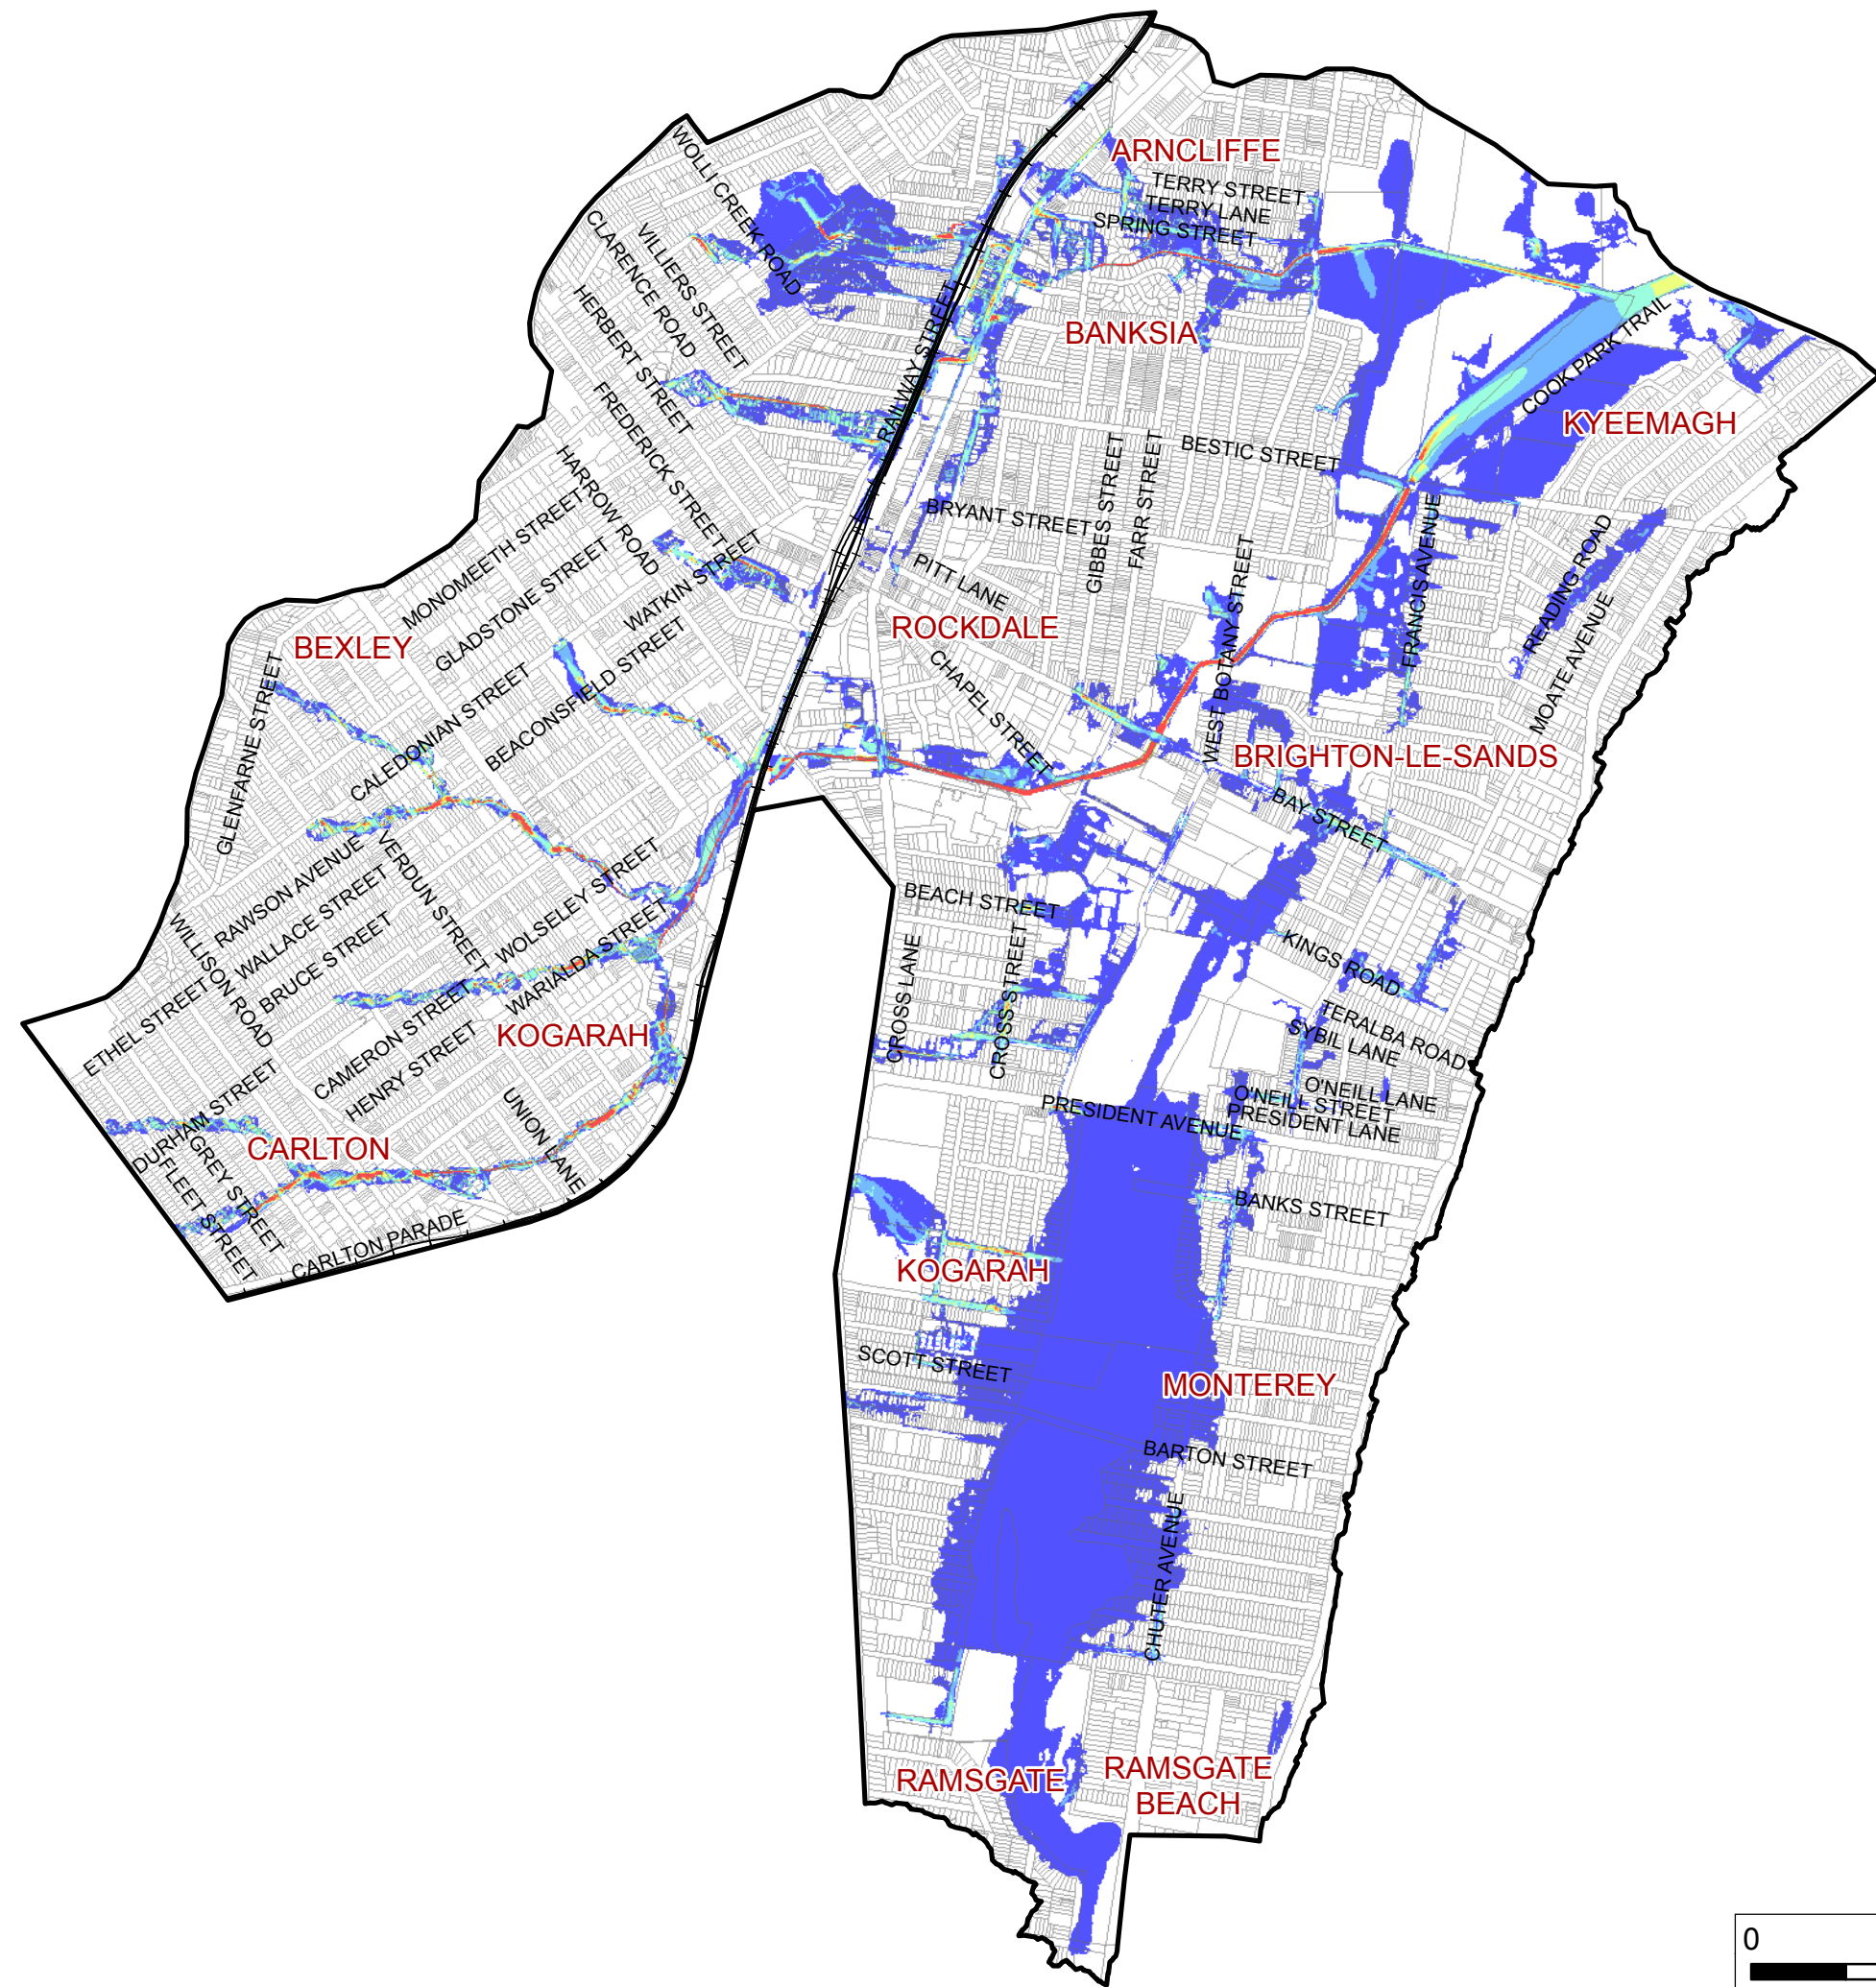 ARNCLIFFE
WOLLI CREEK ROAD
TERRY STREET
TERRY LANE
SPRING STREET
CLARENCE ROAD
VILLIERS STREET
HERBERT STREET
BANKSIA
RAILWAY STREET
COOK PARK TRAIL
KYEEMAGH
FREDERICK STREET
BESTIC STREET
HARROW ROAD
GIBBES STREET
FARR STREET
BRYANT STREET
MONOMEETH STREET
GLADSTONE STREET
WATKIN STREET
PITT LANE
WEST BOTANY STREET
FRANCIS AVENUE
READING ROAD
MOATE AVENUE
BEXLEY
ROCKDALE
BEACONSFIELD STREET
CALEDONIAN STREET
GLENFARNE STREET
CHAPEL STREET
BRIGHTON-LE-SANDS
BAY STREET
RAWSON AVENUE
VERDUN STREET
WALLACE STREET
BRUCE STREET
WOLSELEY STREET
WARIALDA STREET
WILLISON ROAD
BEACH STREET
KINGS ROAD
ETHEL STREET
CAMERON STREET
HENRY STREET
KOGARAH
CROSS LANE
CROSS STREET
TERALBA ROAD
SYBIL LANE
DURHAM STREET
GREY STREET
FLEET STREET
CARLTON
UNION LANE
O'NEILL LANE
O'NEILL STREET
PRESIDENT AVENUE
PRESIDENT LANE
CARLTON PARADE
BANKS STREET
KOGARAH
SCOTT STREET
MONTEREY
BARTON STREET
CHUTER AVENUE
RAMSGATE
RAMSGATE
BEACH
0